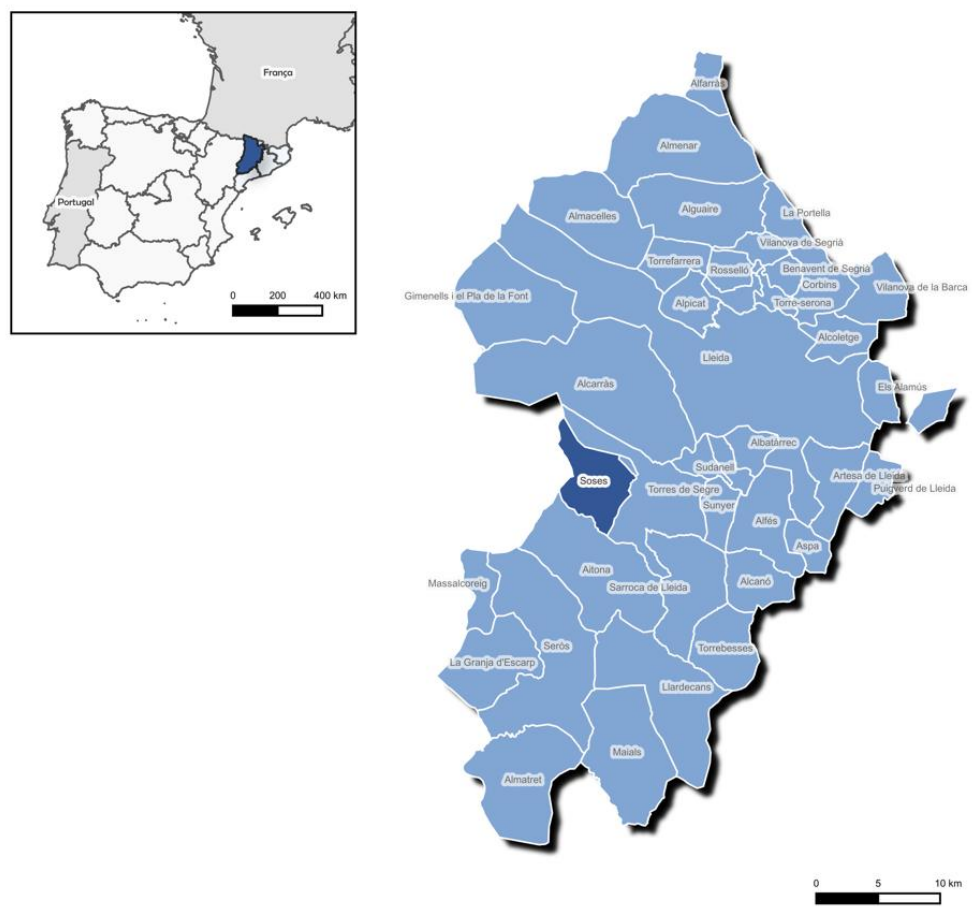 França
Portugal
0 200 400 km
Alfarràs
Almenar
Almacelles
Alguaire
La Portella
Vilanova de Segrià
Torrefarrera
Rosselló
Benavent de Segrià
Corbins
Vilanova de la Barca
Gimenells i el Pla de la Font
Alpicat
Torre-serona
Alcoletge
Lleida
Alcarràs
Els Alamús
Albatàrrec
Sudanell
Artesa de Lleida
Soses
Torres de Segre
Puigverd de Lleida
Sunyer
Alfés
Aspa
Aitona
Massalcoreig
Sarroca de Lleida
Alcanó
Seròs
Torrebesses
La Granja d'Escarp
Llardecans
Maials
Almatret
0 5 10 km